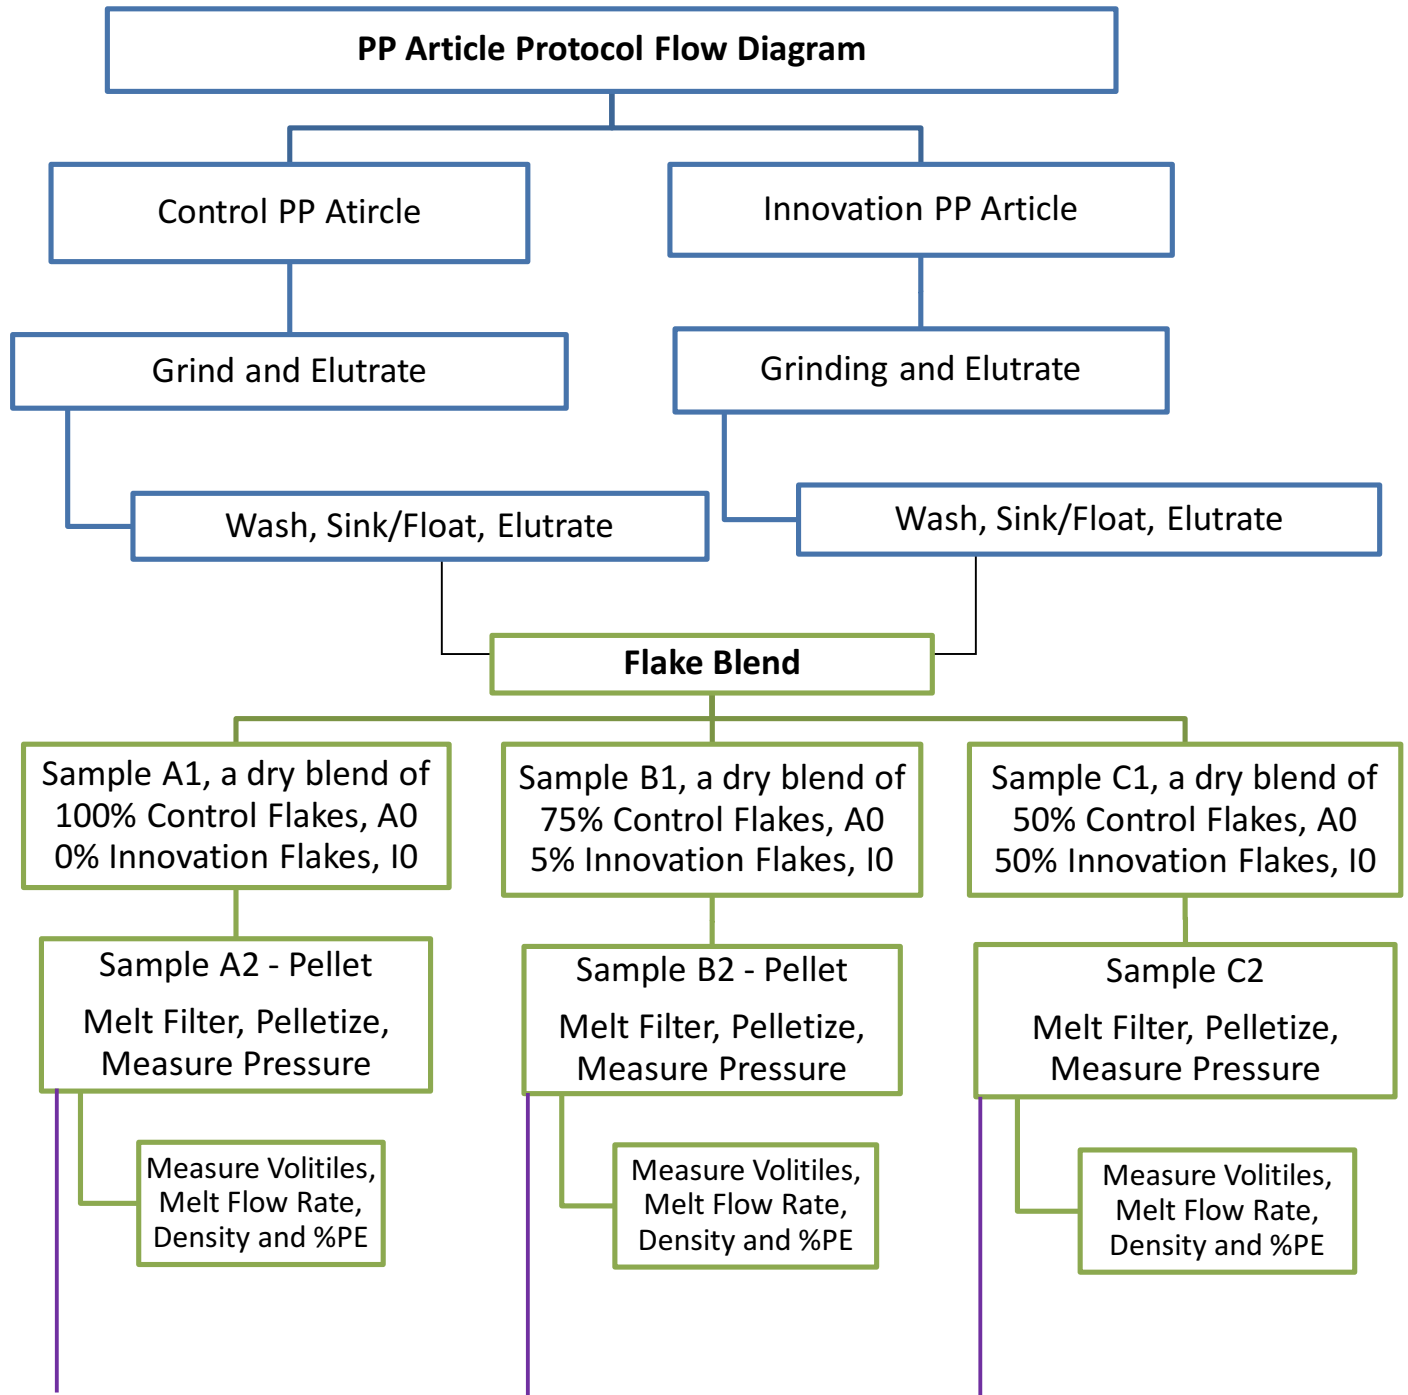 PP Article Protocol Flow Diagram
Control PP Atircle
Innovation PP Article
Grind and Elutrate
Grinding and Elutrate
Wash, Sink/Float, Elutrate
Wash, Sink/Float, Elutrate
Flake Blend
Sample A1, a dry blend of
100% Control Flakes, A0
0% Innovation Flakes, I0
Sample B1, a dry blend of
75% Control Flakes, A0
5% Innovation Flakes, I0
Sample C1, a dry blend of
50% Control Flakes, A0
50% Innovation Flakes, I0
Sample A2 - Pellet
Melt Filter, Pelletize,
Measure Pressure
Sample B2 - Pellet
Melt Filter, Pelletize,
Measure Pressure
Sample C2
Melt Filter, Pelletize,
Measure Pressure
Measure Volitiles,
Melt Flow Rate,
Density and %PE
Measure Volitiles,
Melt Flow Rate,
Density and %PE
Measure Volitiles,
Melt Flow Rate,
Density and %PE